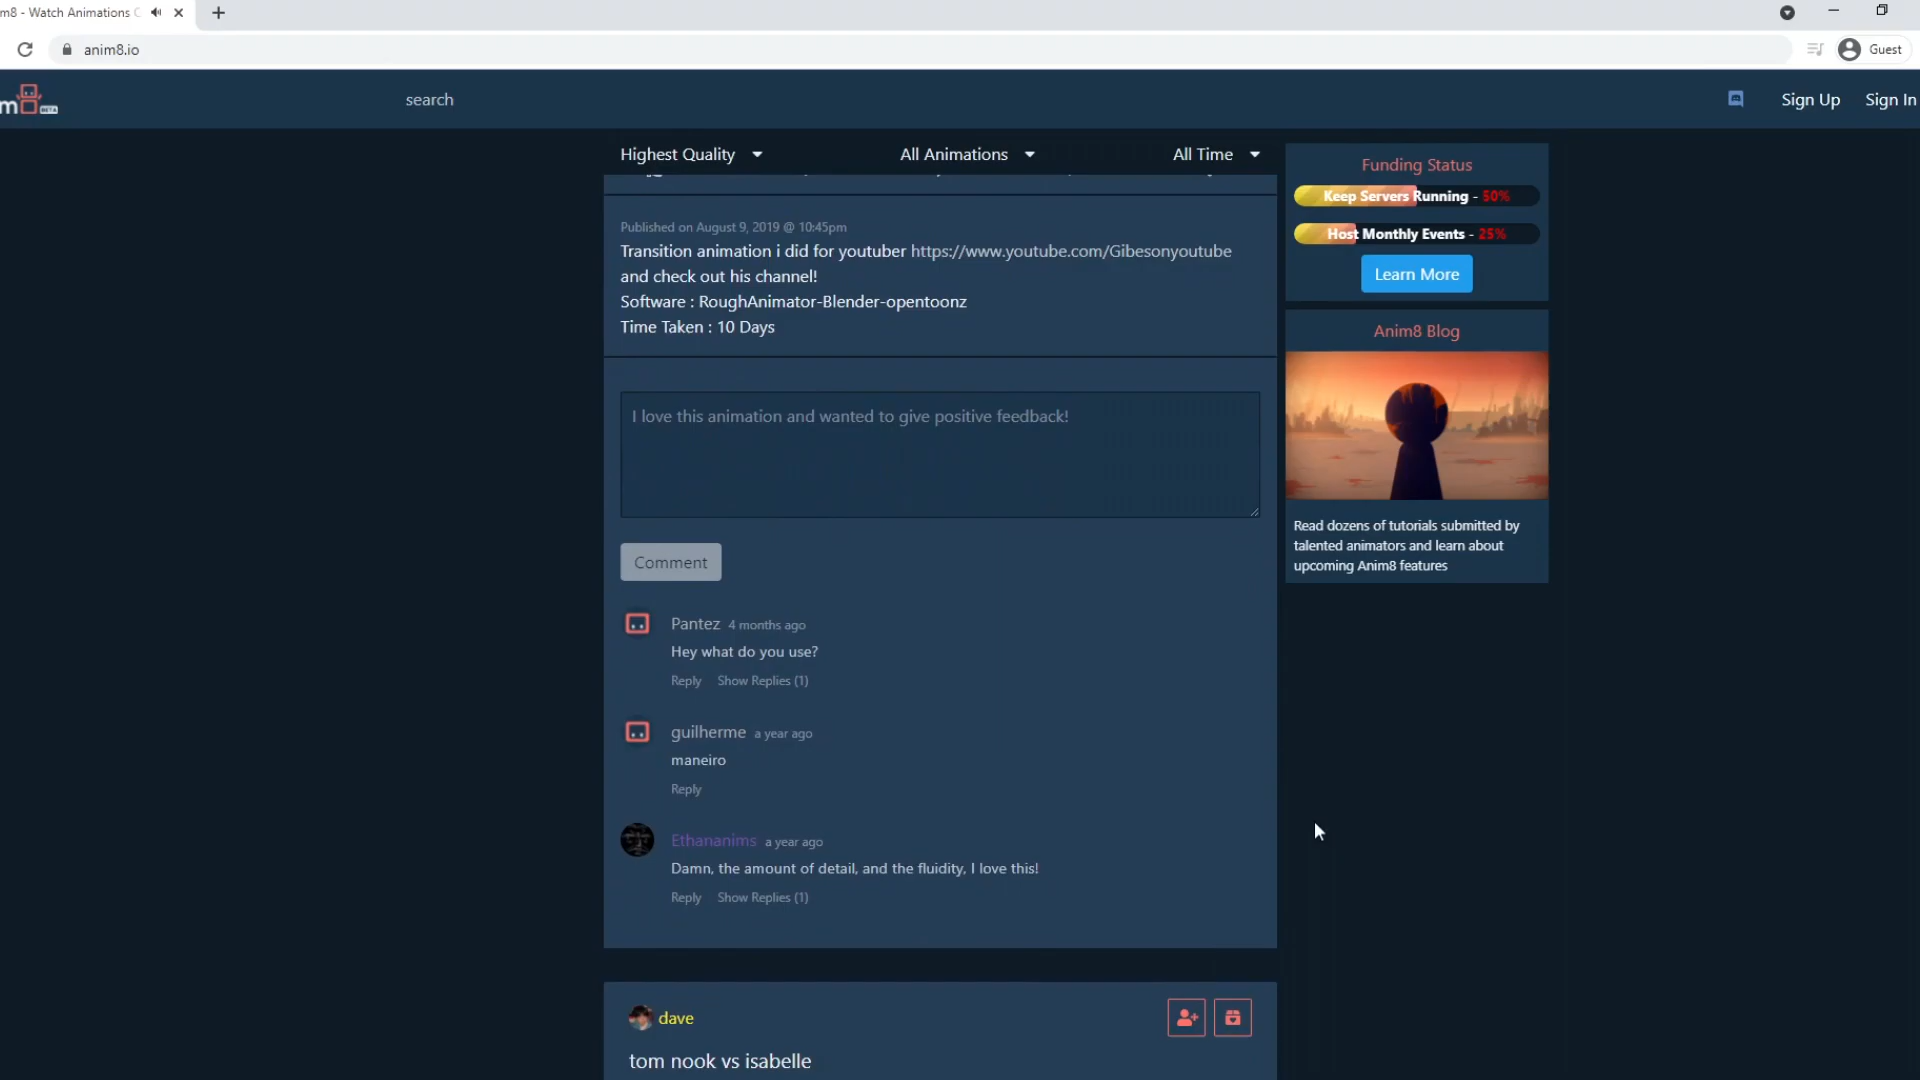 m8 - Watch Animations
anim8.io
Guest
m8 BETA
search
Sign Up
Sign In
Highest Quality
All Animations
All Time
Published on August 9, 2019 @ 10:45pm
Transition animation i did for youtuber https://www.youtube.com/Gibesonyoutube
and check out his channel!
Software : RoughAnimator-Blender-opentoonz
Time Taken : 10 Days
I love this animation and wanted to give positive feedback!
Comment
Pantez 4 months ago
Hey what do you use?
Reply Show Replies (1)
guilherme a year ago
maneiro
Reply
Ethananims a year ago
Damn, the amount of detail, and the fluidity, I love this!
Reply Show Replies (1)
dave
tom nook vs isabelle
Funding Status
Keep Servers Running - 50%
Host Monthly Events - 25%
Learn More
Anim8 Blog
Read dozens of tutorials submitted by
talented animators and learn about
upcoming Anim8 features